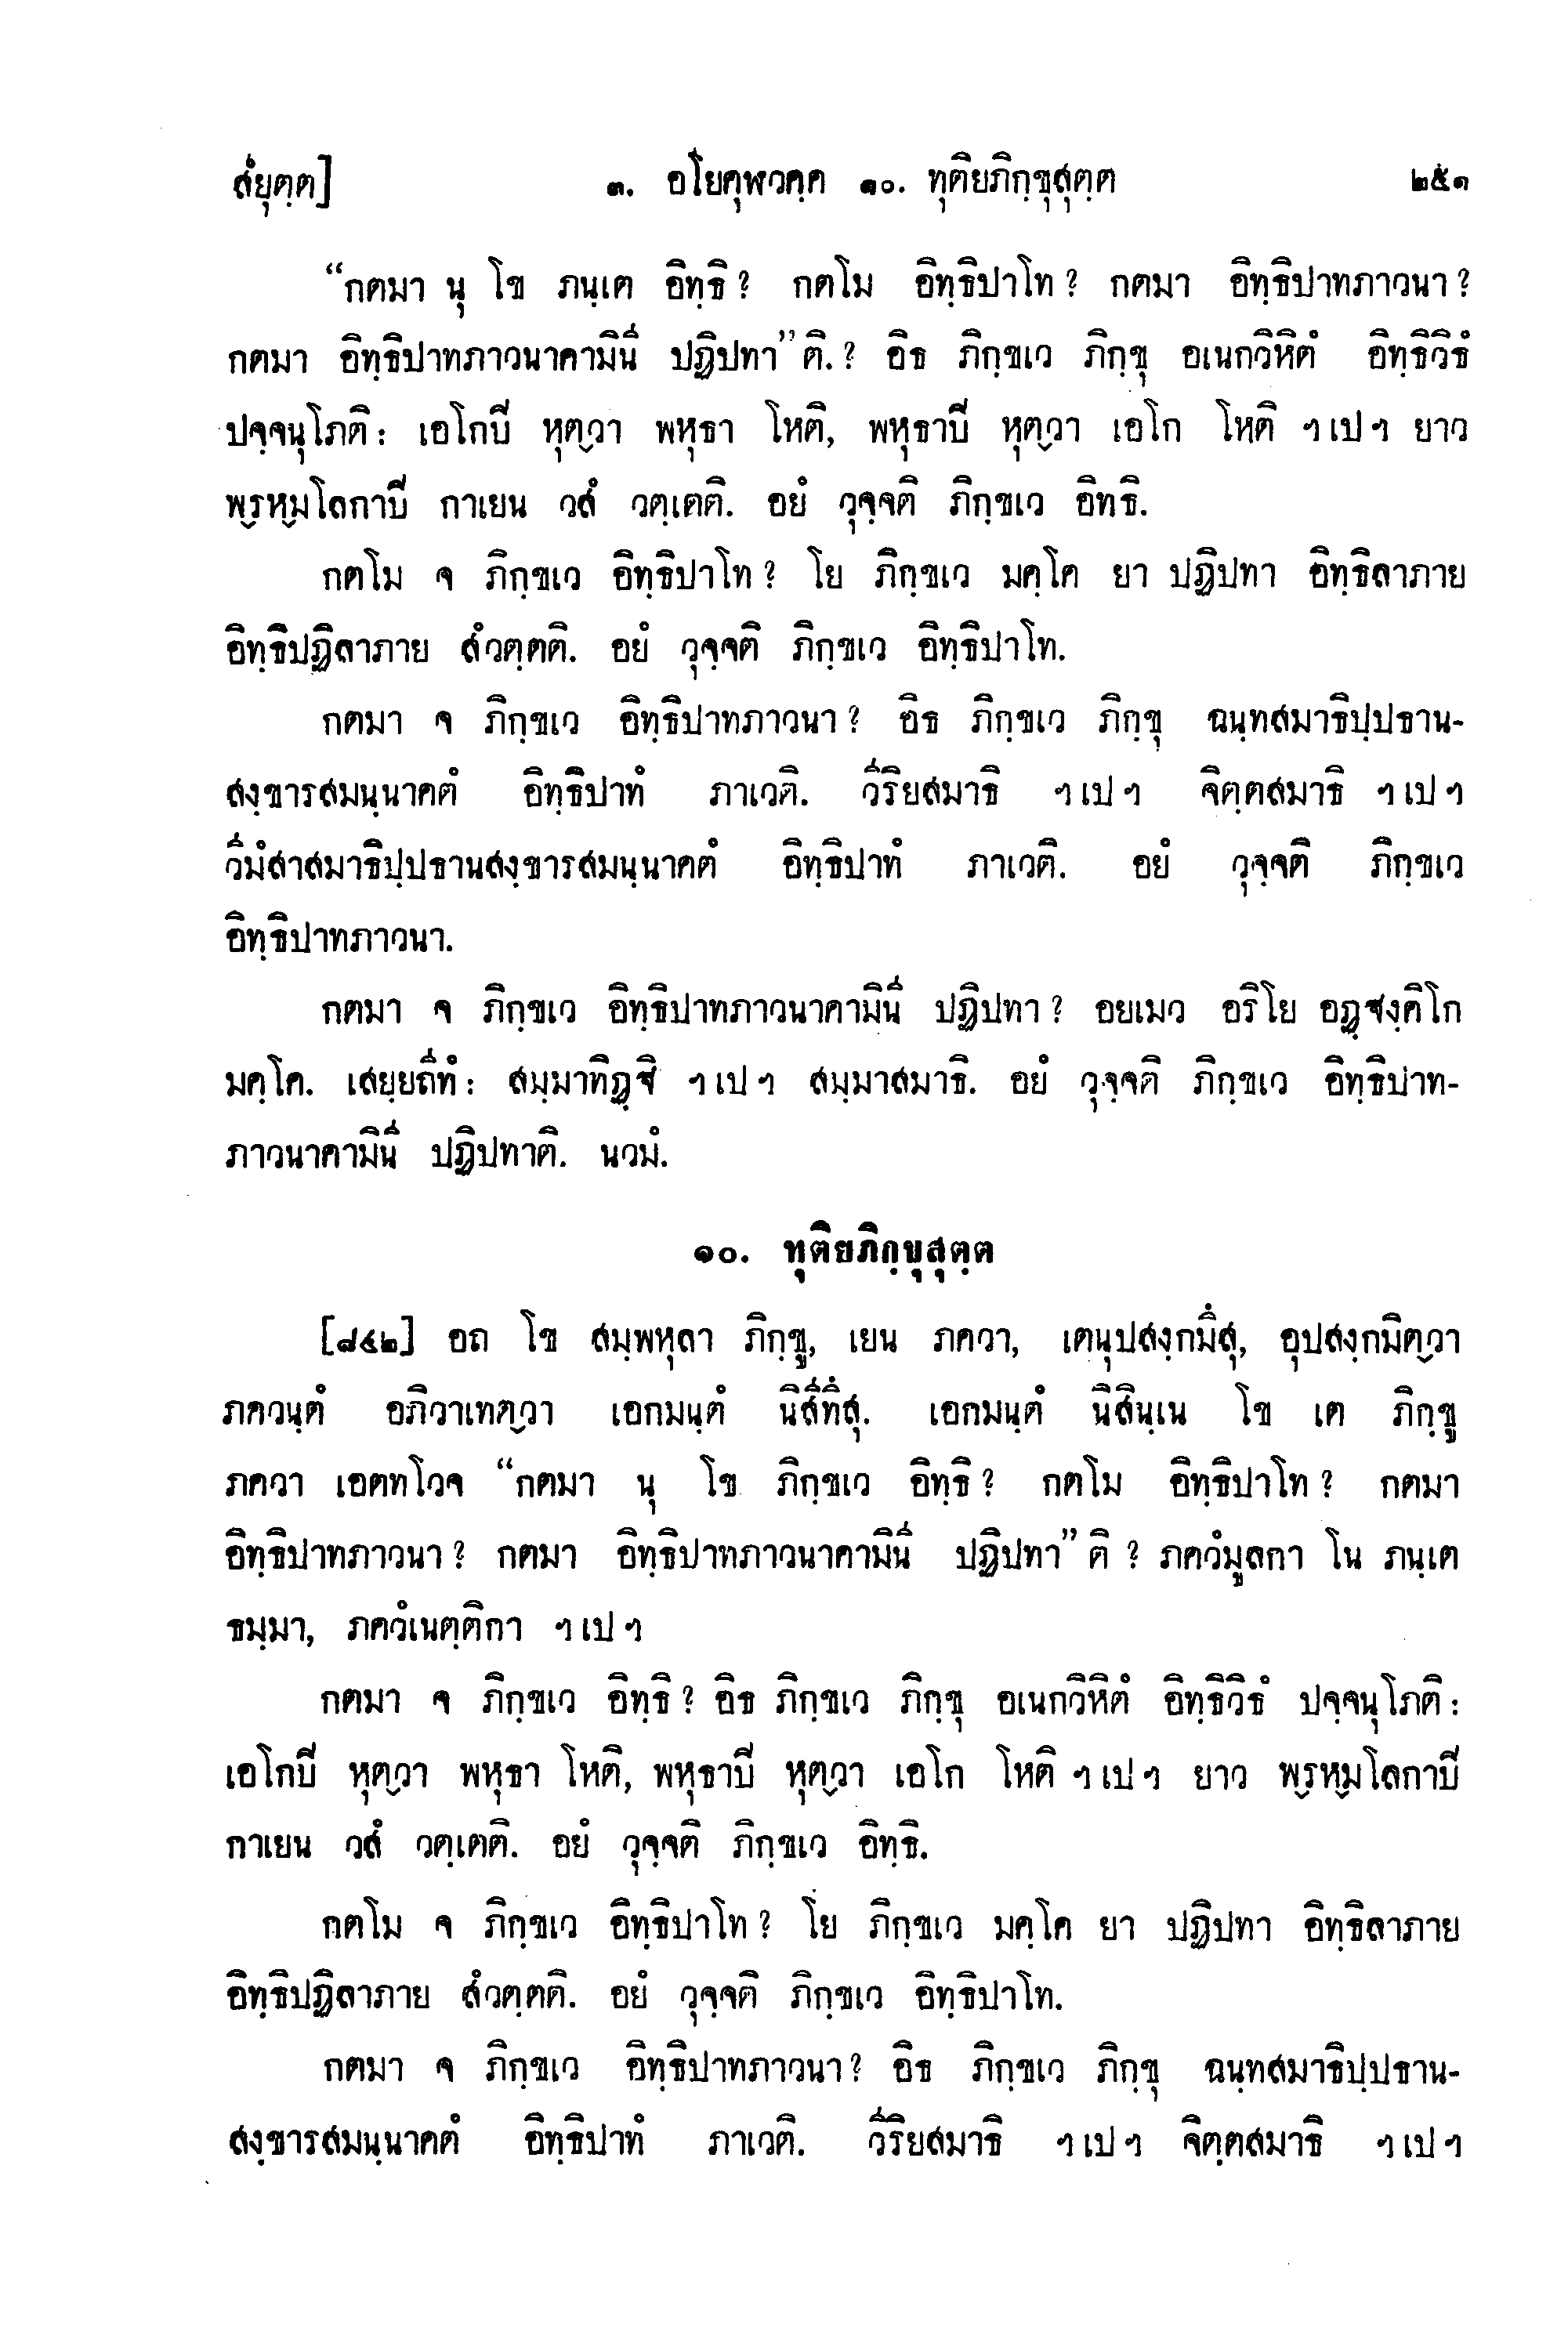 สํยุตฺต]	๓. อโยคุฬวคฺค ๑๐. ทุติยภิกฺขุสุตฺต	๒๕๑
“กตมา นุ โข ภนฺเต อิทฺธิ? กตโม อิทฺธิปาโท? กตมา อิทฺธิปาทภาวนา?
กตมา อิทฺธิปาทภาวนาคามินี ปฏิปทา”ติ.? อิธ ภิกฺขเว ภิกฺขุ อเนกวิหิตํ อิทฺธิวิธํ
ปจฺจนุโภติ: เอโกปิ หุตฺวา พหุธา โหติ, พหุธาปิ หุตฺวา เอโก โหติ ฯเปฯ ยาว
พฺรหฺมโลกาปิ กาเยน วสํ วตฺเตติ. อยํ วุจฺจติ ภิกฺขเว อิทธิ.
กตโม จ ภิกฺขเว อิทฺธิปาโท? โย ภิกฺขเว มคฺโค ยา ปฏิปทา อิทฺธิลาภาย
อิทฺธิปฏิลาภาย สํวตฺตติ. อยํ วุจฺจติ ภิกฺขเว อิทฺธิปาโท.
กตมา จ ภิกฺขเว อิทฺธิปาทภาวนา? อิธ ภิกฺขเว ภิกฺขุ ฉนฺทสมาธิปฺปธาน-
สงฺขารสมนฺนาคตํ อิทฺธิปาทํ ภาเวติ. วีริยสมาธิ ฯเปฯ จิตฺตสมาธิ ฯเปฯ
วีมํสาสมาธิปฺปธานสงฺขารสมนฺนาคตํ อิทฺธิปาทํ ภาเวติ. อยํ วุจฺจติ ภิกฺขเว
อิทฺธิปาทภาวนา.
กตมา จ ภิกฺขเว อิทฺธิปาทภาวนาคามินี ปฏิปทา? อยเมว อริโย อฏฺฐงฺคิโก
มคฺโค. เสยฺยถีทํ: สมฺมาทิฏฺฐิ ฯเปฯ สมฺมาสมาธิ. อยํ วุจฺจติ ภิกฺขเว อิทฺธิปาท-
ภาวนาคามินี ปฏิปทาติ. นวมํ.
๑๐. ทุติยภิกฺขุสุตฺต
[๘๔๒] อถ โข สมฺพหุลา ภิกฺขู, เยน ภควา, เตนุปสงฺกมึสุ, อุปสงฺกมิตฺวา
ภควนฺตํ อภิวาเทตฺวา เอกมนฺตํ นิสีทึสุ. เอกมนฺตํ นิสินฺเน โข เต ภิกฺขู
ภควา เอตทโวจ “กตมา นุ โข ภิกฺขเว อิทฺธิ? กตโม อิทฺธิปาโท? กตมา
อิทฺธิปาทภาวนา? กตมา อิทฺธิปาทภาวนาคามินี ปฏิปทา”ติ? ภควํมูลกา โน ภนฺเต
ธมฺมา, ภควํเนตฺติกา ฯเปฯ
กตมา จ ภิกฺขเว อิทฺธิ? อิธ ภิกฺขเว ภิกฺขุ อเนกวิหิตํ อิทฺธิวิธํ ปจฺจนุโภติ:
เอโกปิ หุตฺวา พหุธา โหติ, พหุธาปิ หุตฺวา เอโก โหติ ฯเปฯ ยาว พฺรหฺมโลกาปิ
กาเยน วสํ วตฺเตติ. อยํ วุจฺจติ ภิกฺขเว อิทฺธิ.
กตโม จ ภิกฺขเว อิทฺธิปาโท? โย ภิกฺขเว มคฺโค ยา ปฏิปทา อิทฺธิลาภาย
อิทฺธิปฏิลาภาย สํวตฺตติ. อยํ วุจฺจติ ภิกฺขเว อิทฺธิปาโท.
กตมา จ ภิกฺขเว อิทฺธิปาทภาวนา? อิธ ภิกฺขเว ภิกฺขุ ฉนฺทสมาธิปฺปธาน-
สงฺขารสมนฺนาคตํ อิทฺธิปาทํ ภาเวติ. วีริยสมาธิ ฯเปฯ จิตฺตสมาธิ ฯเปฯ